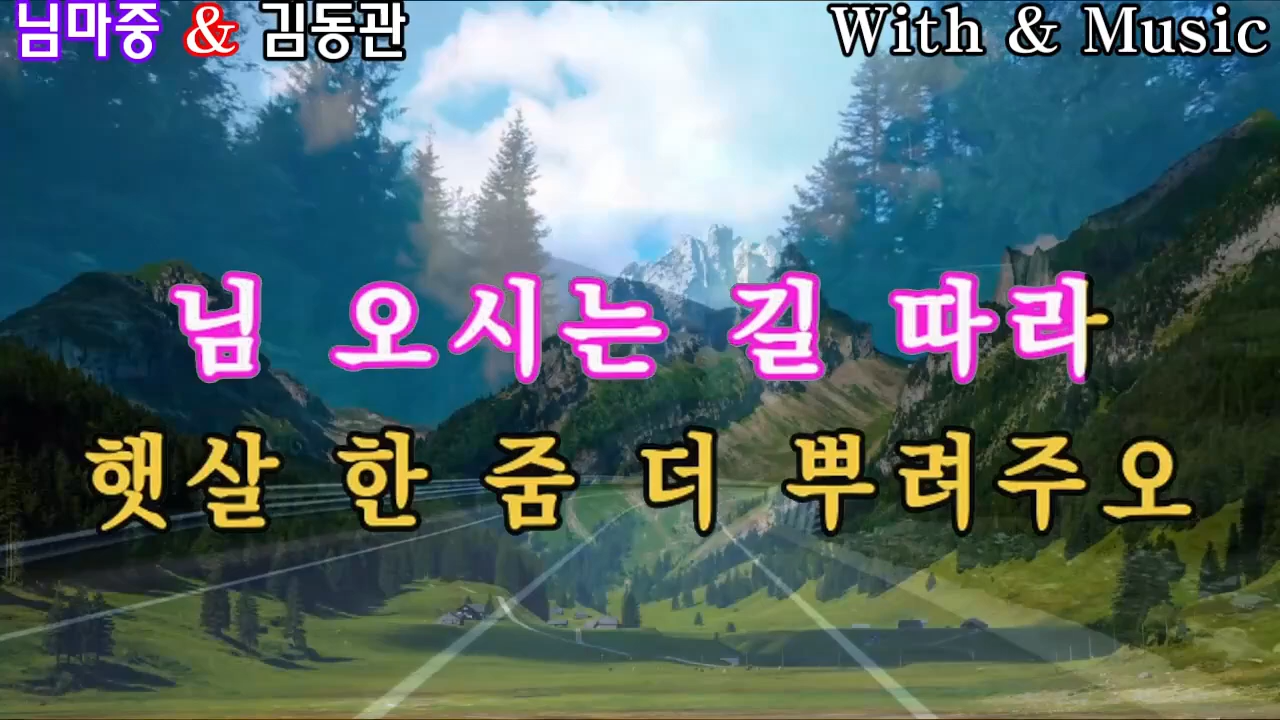 님마중 & 김동관
With & Music
님 오시는 길 따라
햇살 한 줌 더 뿌려주오